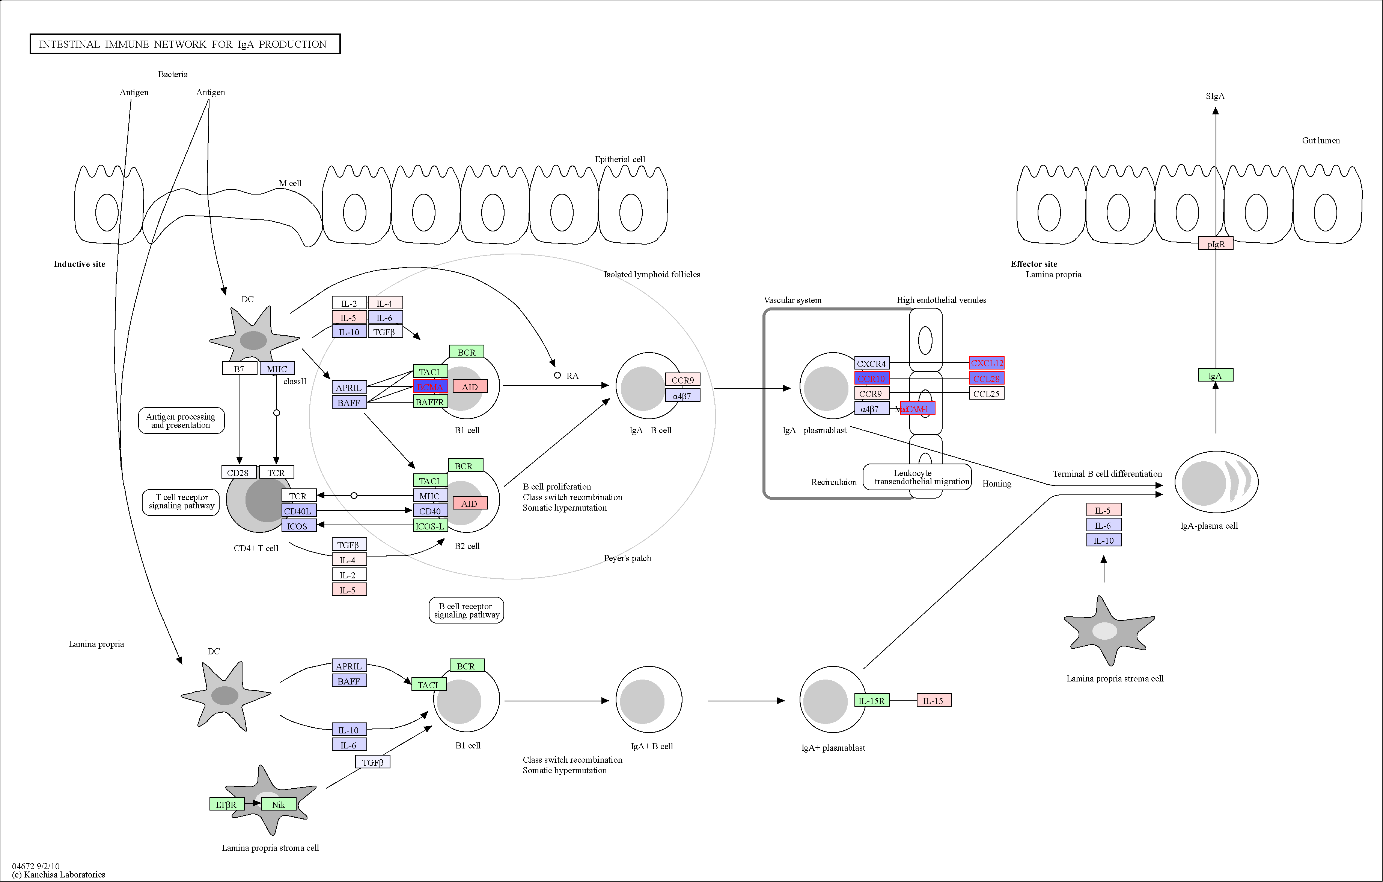 INTESTINAL IMMUNE NETWORK FOR IgA PRODUCTION
Bacteria
Antigen
Antigen
SIgA
Gut lumen
Epitherial cell
M cell
pIgR
Inductive site
Effector site
Lamina propria
Isolated lymphoid follicles
DC
IL-2
IL-4
IL-5
IL-6
IL-10
TGFβ
Vascular system
High endothelial venules
B7
MHC
classII
BCR
TACI
AID
BAFFR
B1 cell
APRIL
BAFF
RA
CCR9
α4β7
IgA+ B cell
CXCR4
CXCL12
CCR10
CCL28
CCR9
CCL25
α4β7
IgA+ plasmablast
IgA
Antigen processing
and presentation
CD28
TCR
T cell receptor
signaling pathway
TCR
CD40L
ICOS
CD4+ T cell
BCR
TACI
MHC
CD40
ICOS-L
AID
B2 cell
B cell proliferation
Class switch recombination
Somatic hypermutation
Recirculation
Leukocyte
transendothelial migration
Homing
Terminal B cell differentiation
IL-5
IL-6
IL-10
IgA-plasma cell
TGFβ
IL-4
IL-2
IL-5
Peyer's patch
B cell receptor
signaling pathway
Lamina propria
DC
APRIL
BAFF
BCR
TACI
IL-10
IL-6
TGFβ
B1 cell
IgA+ B cell
IL-15R
IL-15
IgA+ plasmablast
Lamina propria stroma cell
Class switch recombination
Somatic hypermutation
Nik
Lamina propria stroma cell
04672 9/2/10
(c) Kanehisa Laboratories